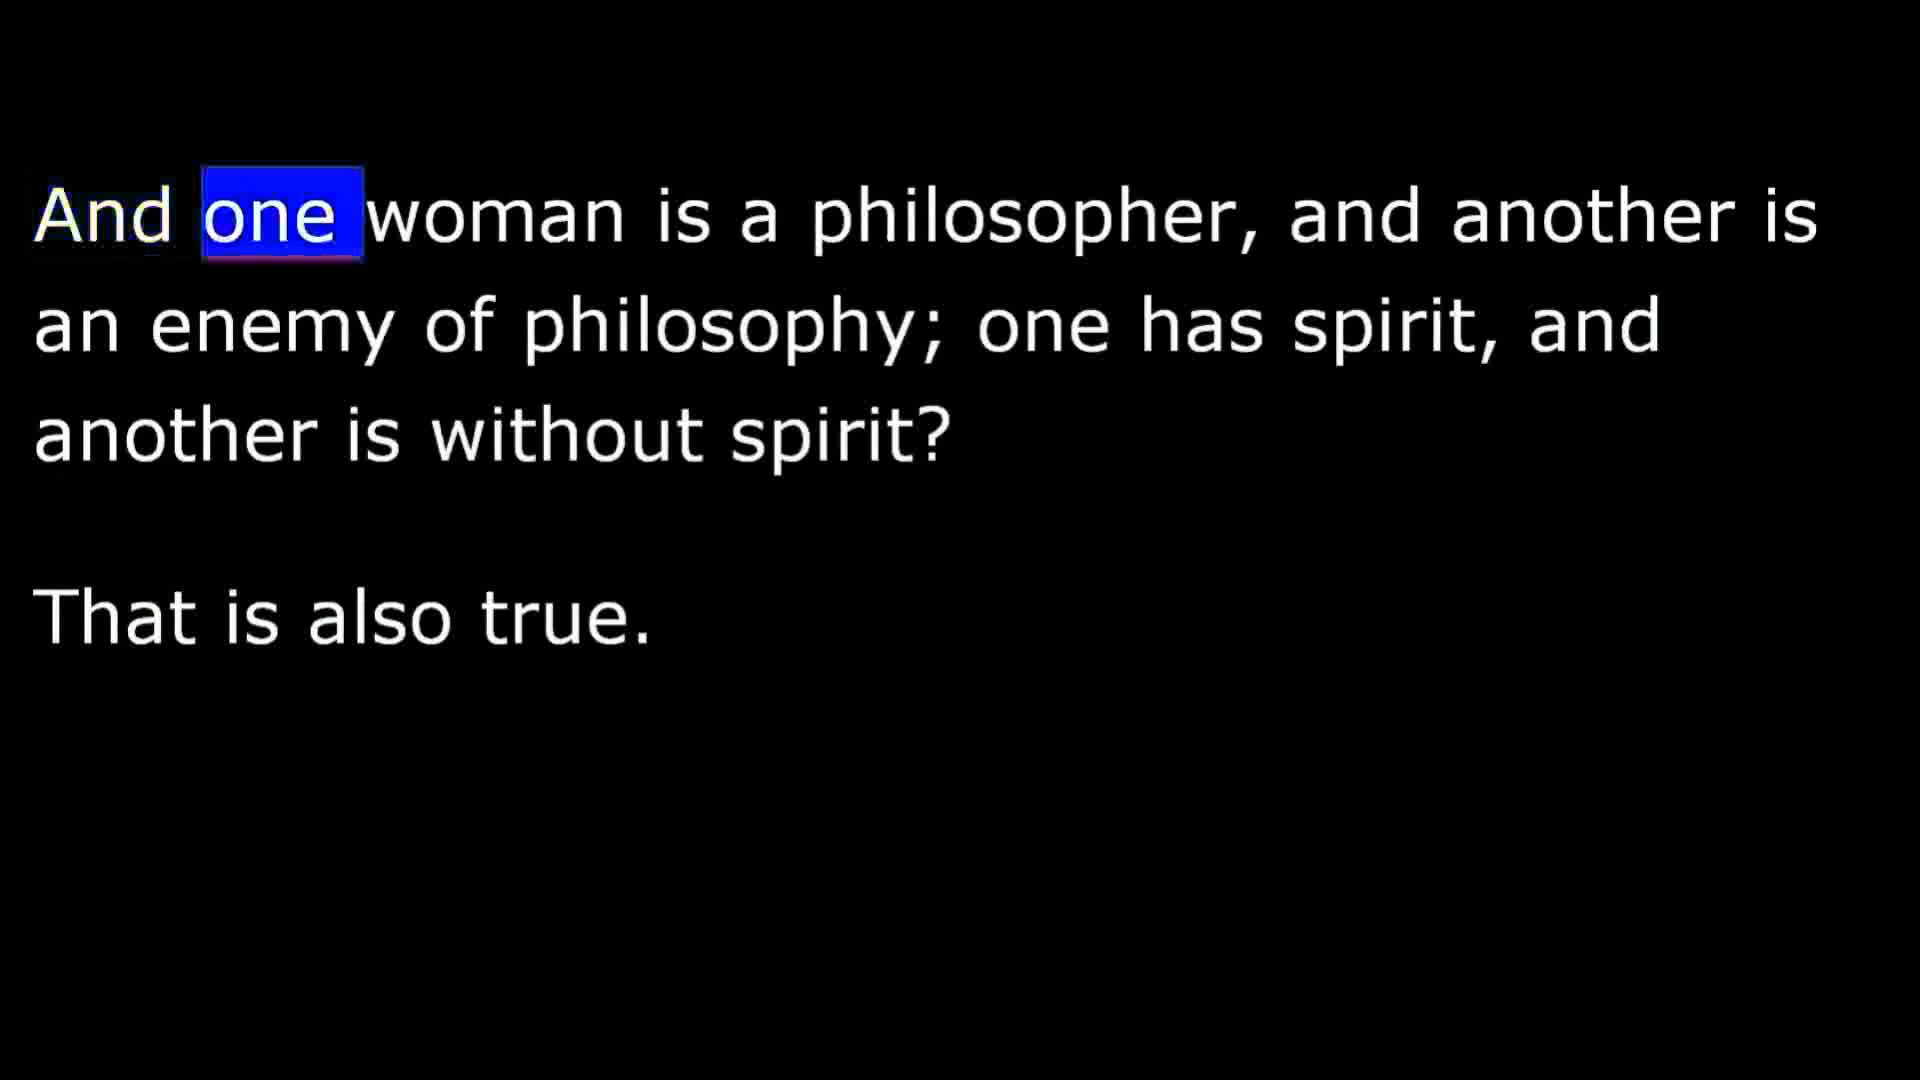 And one woman is a philosopher, and another is
an enemy of philosophy; one has spirit, and
another is without spirit?
That is also true.